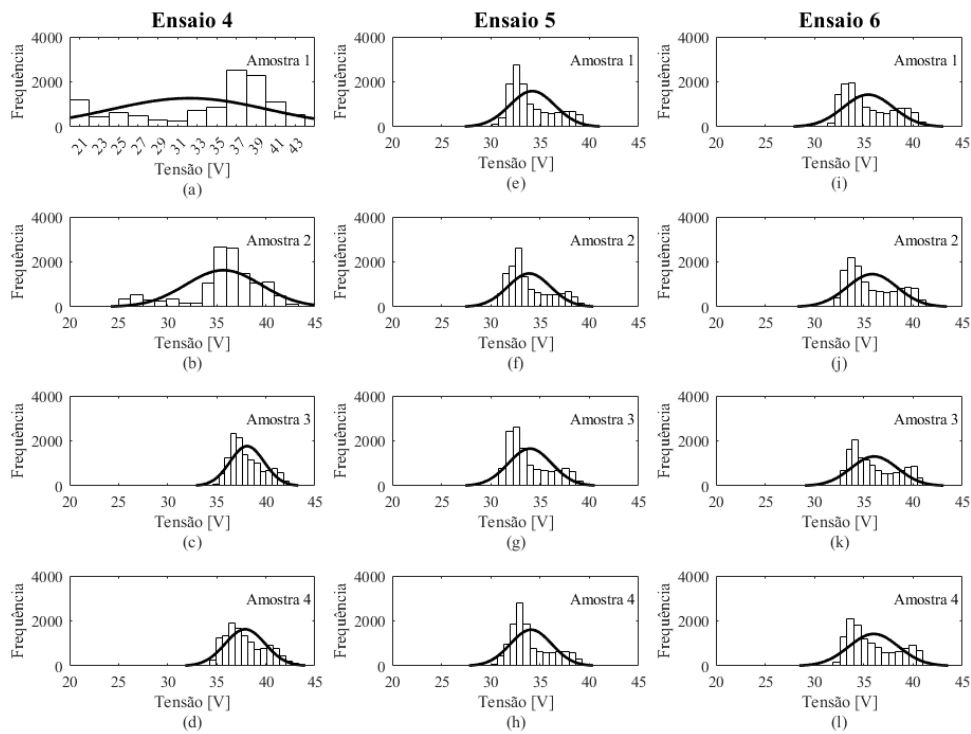 Ensaio 4 Ensaio 5 Ensaio 6
4000 2000 0 Frequência Amostra 1
21 23 25 27 29 31 33 35 37 39 41 43
Tensão [V]
(a)
4000 2000 0 Frequência Amostra 1
20 25 30 35 40 45
Tensão [V]
(e)
4000 2000 0 Frequência Amostra 1
20 25 30 35 40 45
Tensão [V]
(i)
4000 2000 0 Frequência Amostra 2
20 25 30 35 40 45
Tensão [V]
(b)
4000 2000 0 Frequência Amostra 2
20 25 30 35 40 45
Tensão [V]
(f)
4000 2000 0 Frequência Amostra 2
20 25 30 35 40 45
Tensão [V]
(j)
4000 2000 0 Frequência Amostra 3
20 25 30 35 40 45
Tensão [V]
(c)
4000 2000 0 Frequência Amostra 3
20 25 30 35 40 45
Tensão [V]
(g)
4000 2000 0 Frequência Amostra 3
20 25 30 35 40 45
Tensão [V]
(k)
4000 2000 0 Frequência Amostra 4
20 25 30 35 40 45
Tensão [V]
(d)
4000 2000 0 Frequência Amostra 4
20 25 30 35 40 45
Tensão [V]
(h)
4000 2000 0 Frequência Amostra 4
20 25 30 35 40 45
Tensão [V]
(l)